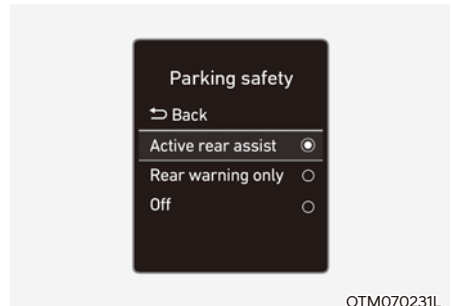 Parking safety
⮌ Back
Active rear assist
Rear warning only
Off
OTM070231L